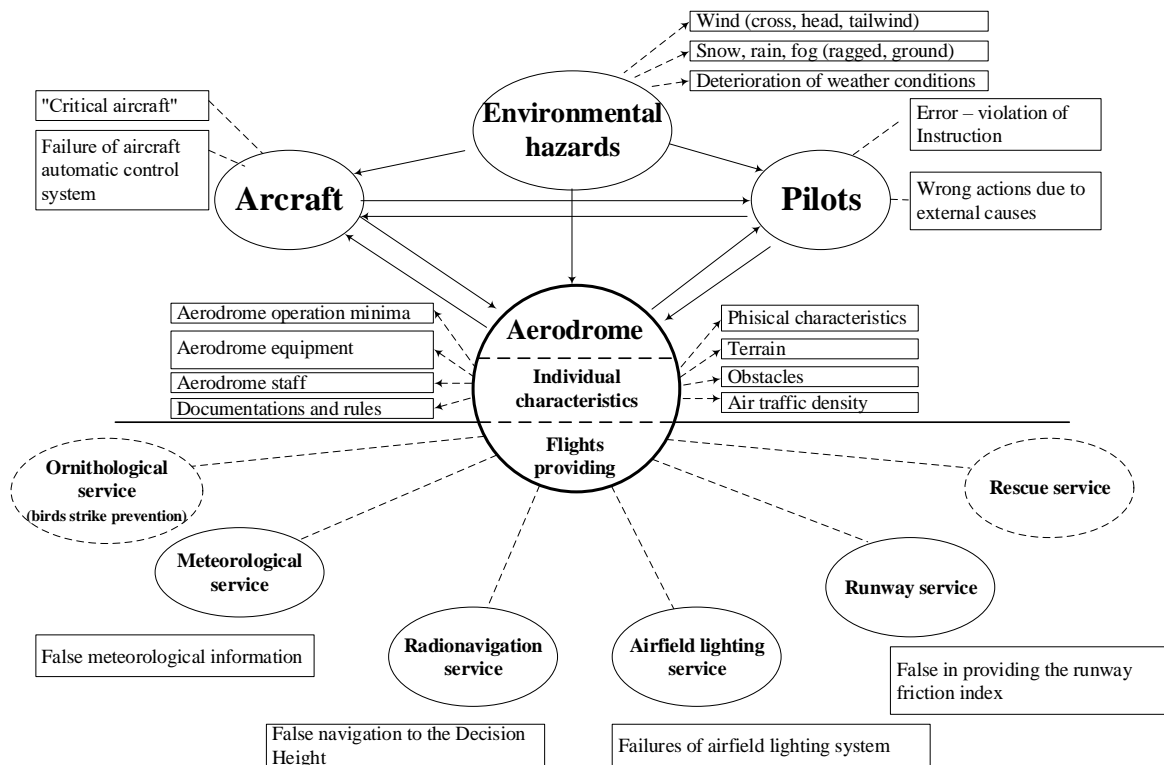 Wind (cross, head, tailwind)
Snow, rain, fog (ragged, ground)
Deterioration of weather conditions
Environmental
hazards
"Critical aircraft"
Failure of aircraft
automatic control
system
Error – violation of
Instruction
Wrong actions due to
external causes
Arcraft
Pilots
Aerodrome
Individual
characteristics
Flights
providing
Aerodrome operation minima
Aerodrome equipment
Aerodrome staff
Documentations and rules
Phisical characteristics
Terrain
Obstacles
Air traffic density
Ornithological
service
(birds strike prevention)
Rescue service
Meteorological
service
Runway service
Radionavigation
service
Airfield lighting
service
False meteorological information
False in providing the runway
friction index
False navigation to the Decision
Height
Failures of airfield lighting system